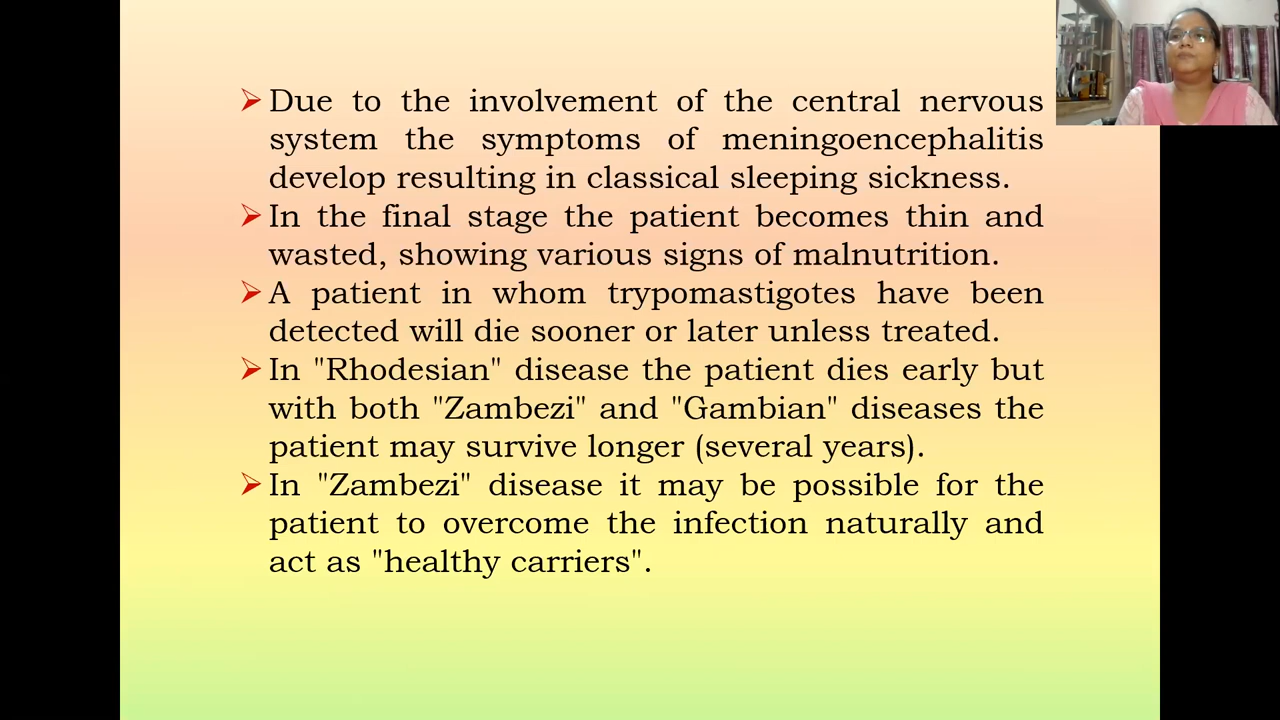 Due to the involvement of the central nervous
system the symptoms of meningoencephalitis
develop resulting in classical sleeping sickness.
In the final stage the patient becomes thin and
wasted, showing various signs of malnutrition.
A patient in whom trypomastigotes have been
detected will die sooner or later unless treated.
In "Rhodesian" disease the patient dies early but
with both "Zambezi" and "Gambian" diseases the
patient may survive longer (several years).
In "Zambezi" disease it may be possible for the
patient to overcome the infection naturally and
act as "healthy carriers".